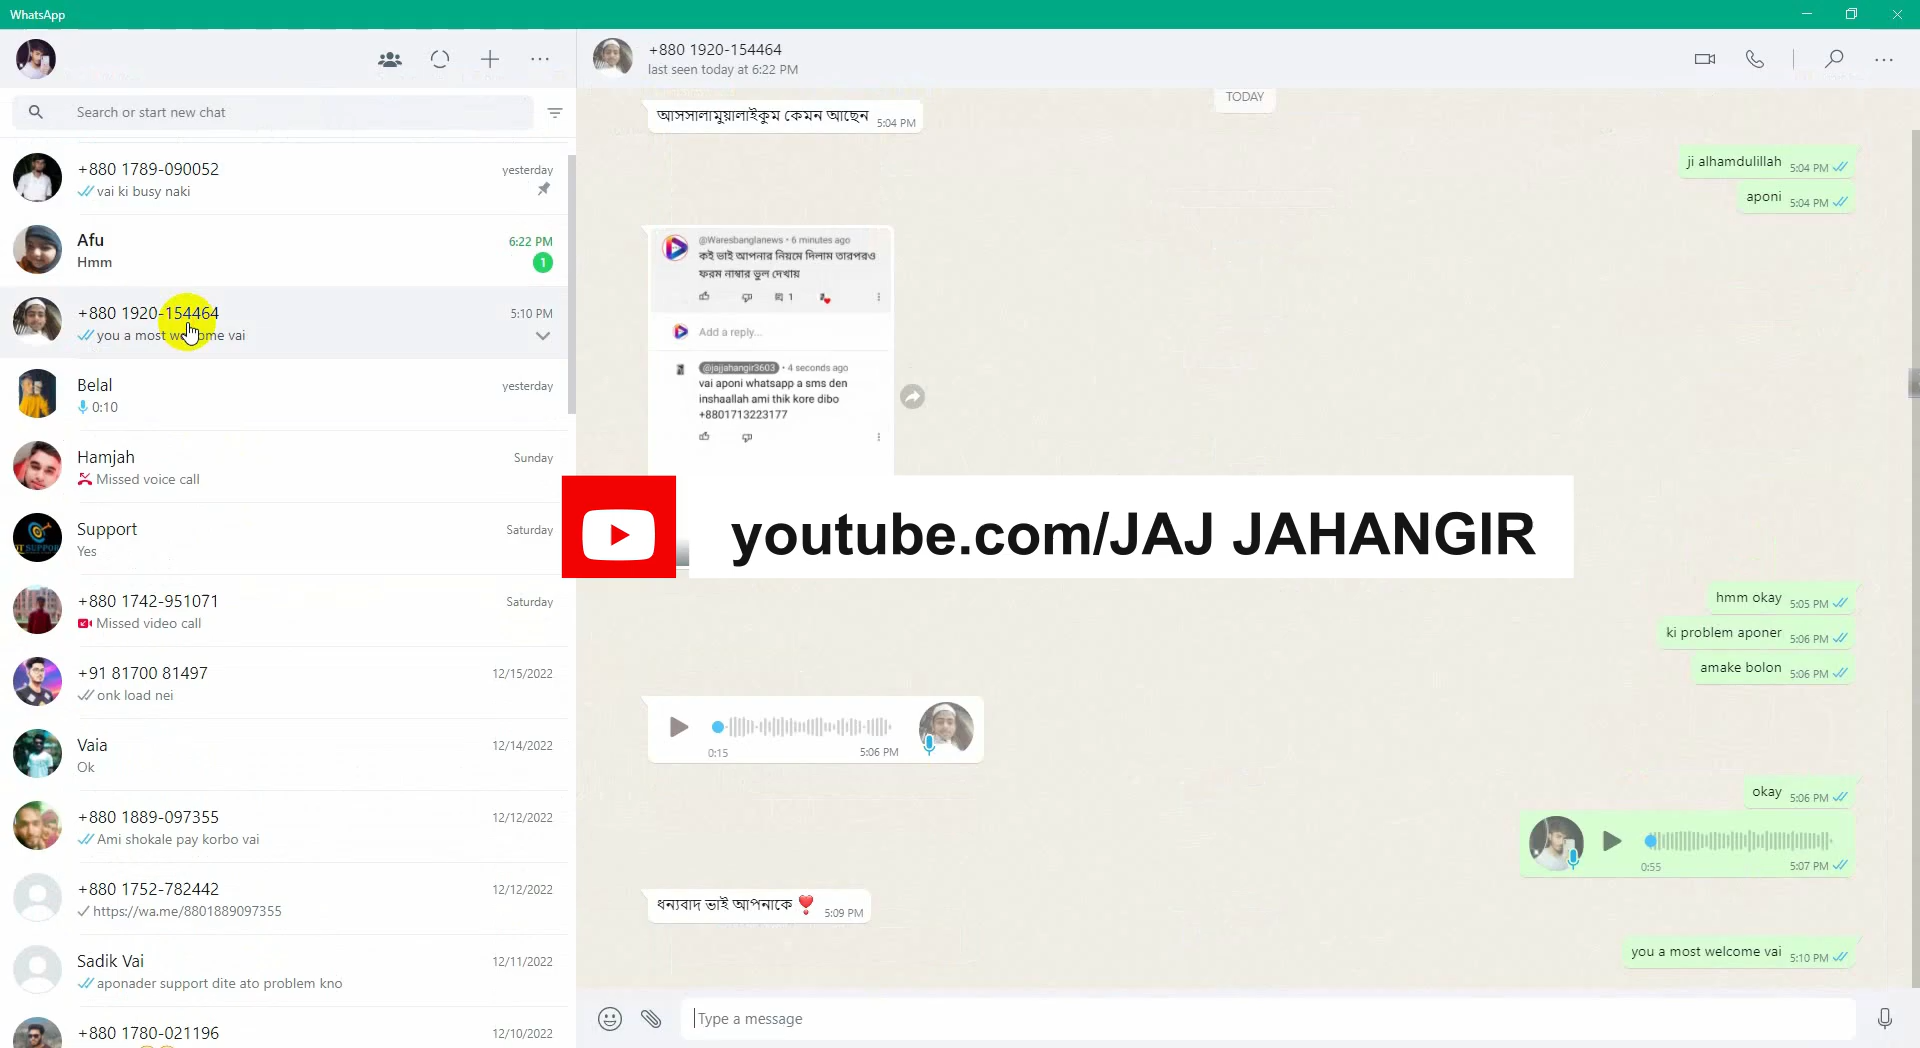 WhatsApp
Search or start new chat
+880 1789-090052
yesterday
vai ki busy naki
Afu
6:22 PM
Hmm
1
+880 1920-154464
5:10 PM
you a most welcome vai
Belal
yesterday
0:10
Hamjah
Sunday
Missed voice call
Support
Saturday
Yes
+880 1742-951071
Saturday
Missed video call
+91 81700 81497
12/15/2022
onk load nei
Vaia
12/14/2022
Ok
+880 1889-097355
12/12/2022
Ami shokale pay korbo vai
+880 1752-782442
12/12/2022
https://wa.me/8801889097355
Sadik Vai
12/11/2022
aponader support dite ato problem kno
+880 1780-021196
12/10/2022
+880 1920-154464
last seen today at 6:22 PM
TODAY
আসসালামুয়ালাইকুম কেমন আছেন 5:04 PM
ji alhamdulillah 5:04 PM
aponi 5:04 PM
@Waresbanglanews • 6 minutes ago
কই ভাই আপনার নিয়মে দিলাম তারপরও
ফরম নাম্বার ভুল দেখায়
1
Add a reply...
@jajjahangir3603 • 4 seconds ago
vai aponi whatsapp a sms den
inshaallah ami thik kore dibo
+8801713223177
youtube.com/JAJ JAHANGIR
hmm okay 5:05 PM
ki problem aponer 5:06 PM
amake bolon 5:06 PM
0:15 5:06 PM
okay 5:06 PM
0:55 5:07 PM
ধন্যবাদ ভাই আপনাকে 5:09 PM
you a most welcome vai 5:10 PM
Type a message